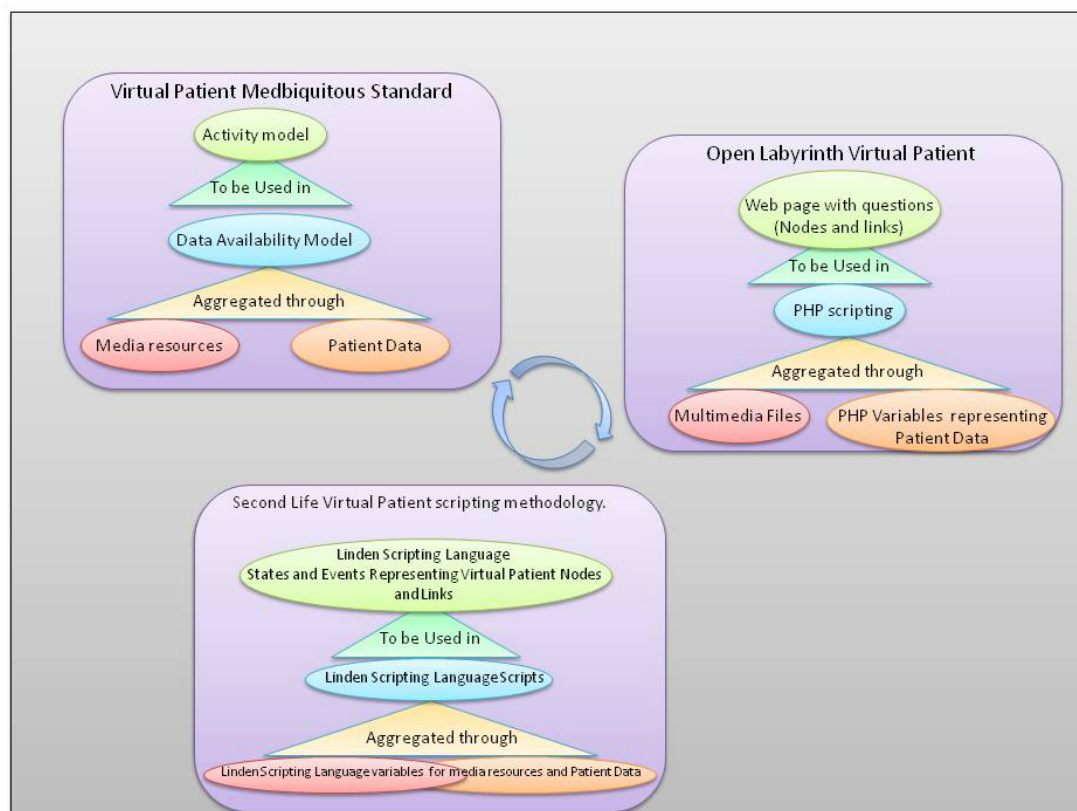 Virtual Patient Medbiquitous Standard
Activity model
To be Used in
Data Availability Model
Aggregated through
Media resources
Patient Data
Open Labyrinth Virtual Patient
Web page with questions
(Nodes and links)
To be Used in
PHP scripting
Aggregated through
Multimedia Files
PHP Variables representing
Patient Data
Second Life Virtual Patient scripting methodology.
Linden Scripting Language
States and Events Representing Virtual Patient Nodes
and Links
To be Used in
Linden Scripting Language Scripts
Aggregated through
Linden Scripting Language variables for media resources and Patient Data